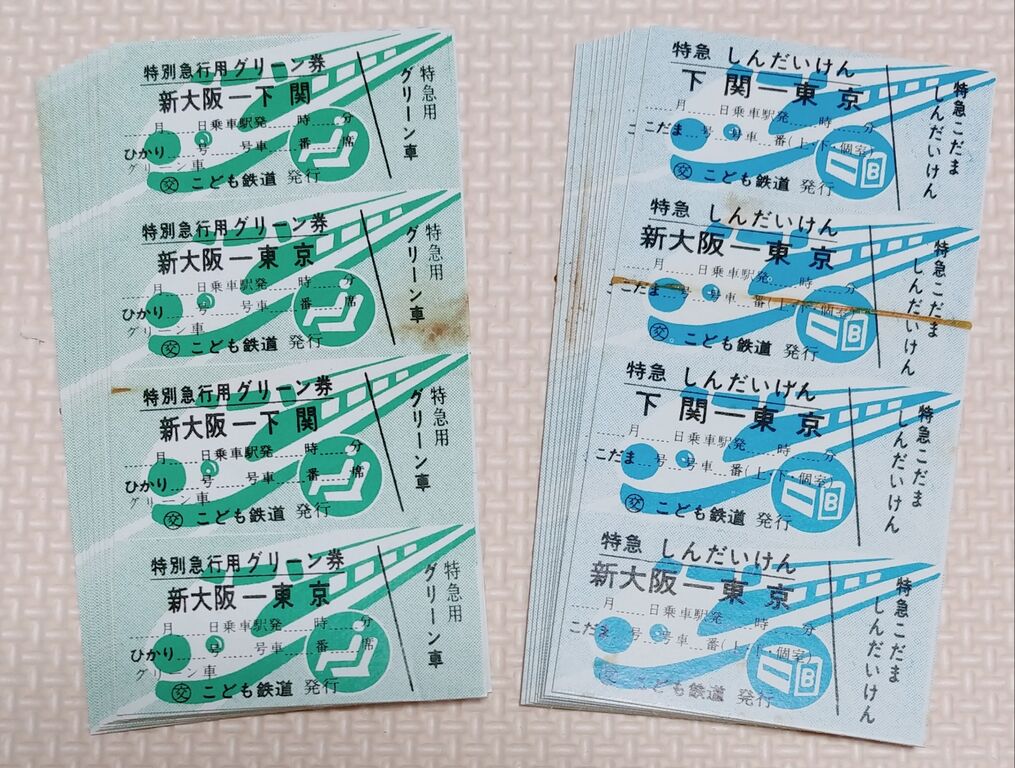 特別急行用グリーン券
新大阪―下関
月 日乗車駅発 時 分
ひかり 号 号車 番 席
グリーン車
交 こども鉄道 発行
特急用
グリーン車
特別急行用グリーン券
新大阪―東京
月 日乗車駅発 時 分
ひかり 号 号車 番 席
グリーン車
交 こども鉄道 発行
特急用
グリーン車
特別急行用グリーン券
新大阪―下関
月 日乗車駅発 時 分
ひかり 号 号車 番 席
グリーン車
交 こども鉄道 発行
特急用
グリーン車
特別急行用グリーン券
新大阪―東京
月 日乗車駅発 時 分
ひかり 号 号車 番 席
グリーン車
交 こども鉄道 発行
特急用
グリーン車
特急 しんだいけん
下関―東京
月 日乗車駅発 時 分
こだま 号 号車 番(上・下・個室)
交 こども鉄道 発行
特急こだま
しんだいけん
B
特急 しんだいけん
新大阪―東京
月 日乗車駅発 時 分
こだま 号 号車 番(上・下・個室)
交 こども鉄道 発行
特急こだま
しんだいけん
B
特急 しんだいけん
下関―東京
月 日乗車駅発 時 分
こだま 号 号車 番(上・下・個室)
交 こども鉄道 発行
特急こだま
しんだいけん
B
特急 しんだいけん
新大阪―東京
月 日乗車駅発 時 分
こだま 号 号車 番(上・下・個室)
交 こども鉄道 発行
特急こだま
しんだいけん
B